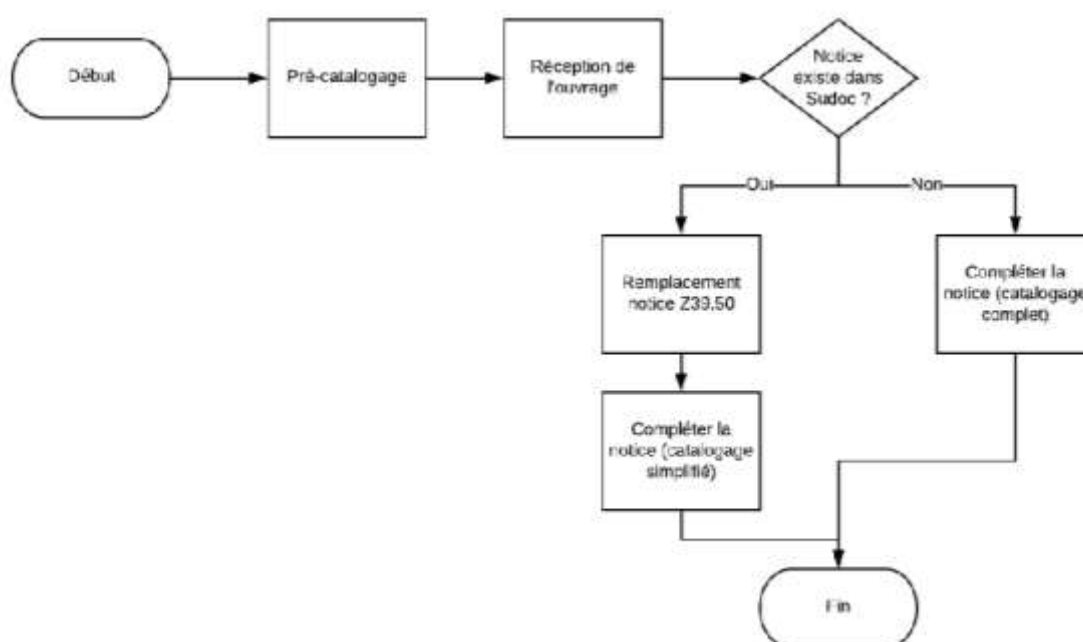 Début
Pré-catalogage
Réception de
l'ouvrage
Notice
existe dans
Sudoc ?
Oui
Non
Remplacement
notice Z39.50
Compléter la
notice (catalogage
complet)
Compléter la
notice (catalogage
simplifié)
Fin